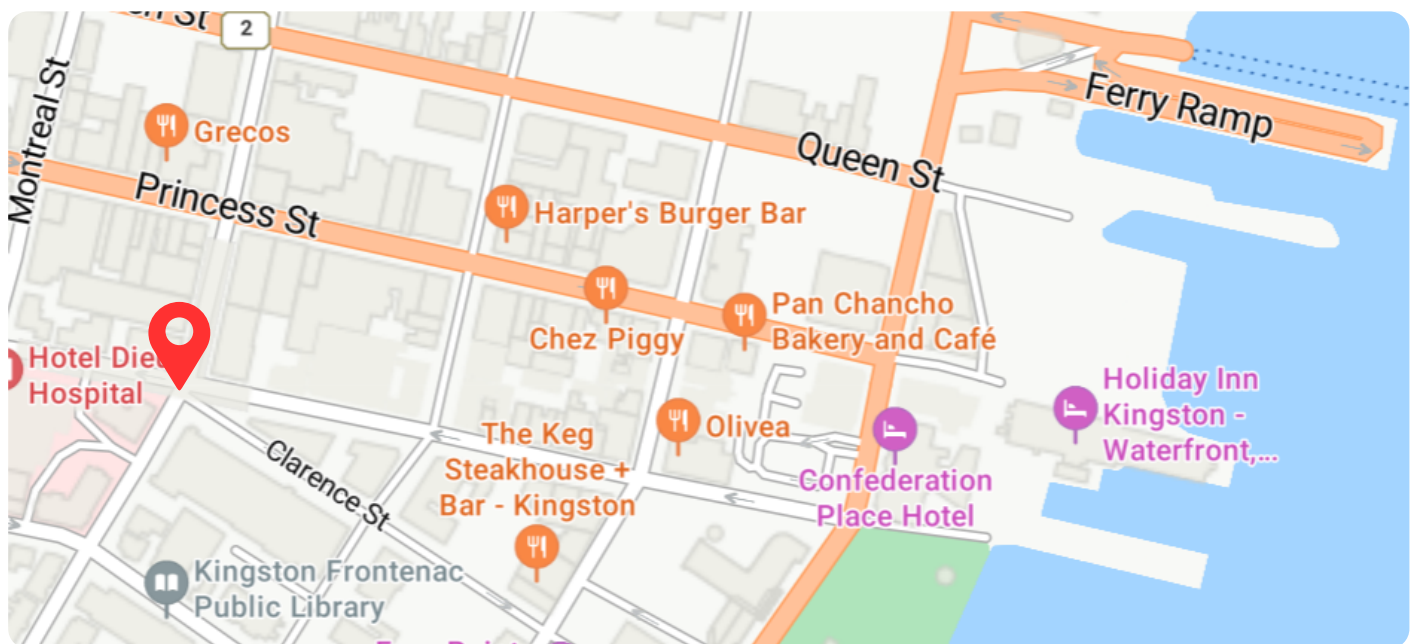 2
Montreal St
Grecos
Princess St
Harper's Burger Bar
Queen St
Ferry Ramp
Chez Piggy
Pan Chancho
Bakery and Café
Hotel
Hospital
Clarence St
The Keg
Steakhouse +
Bar - Kingston
Olivea
Confederation
Place Hotel
Holiday Inn
Kingston -
Waterfront,...
Kingston Frontenac
Public Library